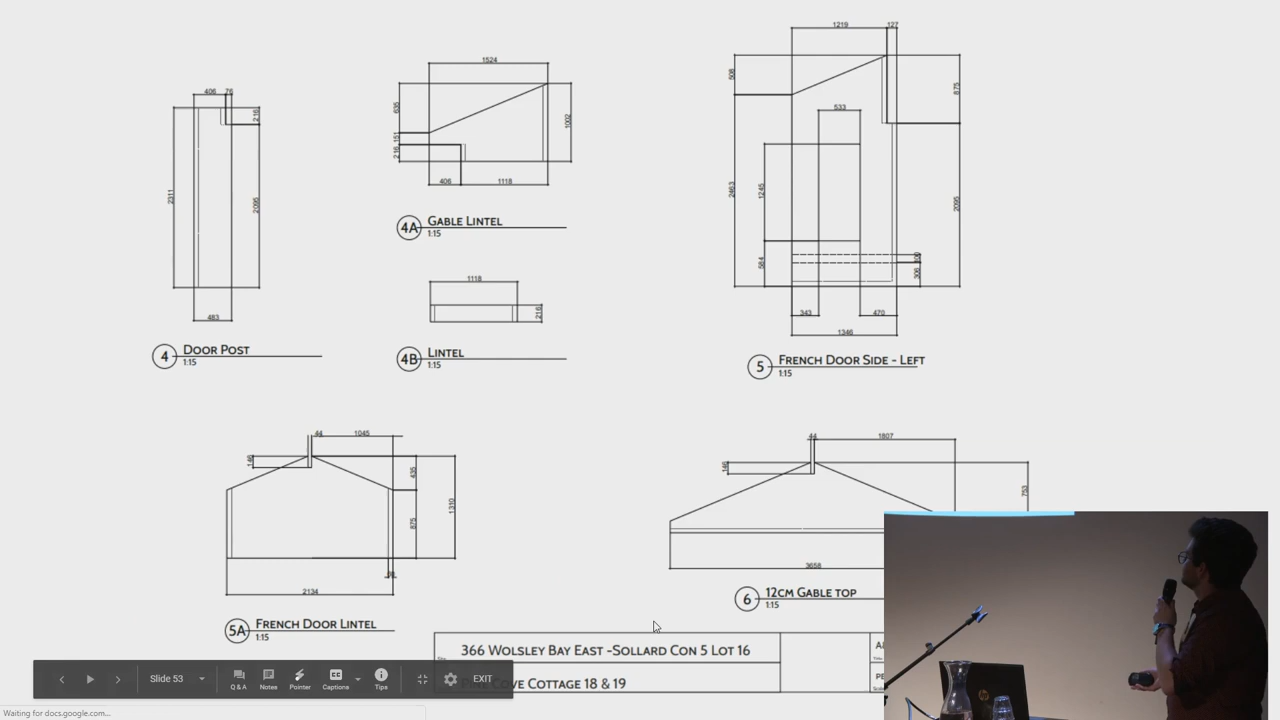 1219 127
1524
508
875
406 76
216
635
151
216
1002
533
2311
2095
2463
1245
2095
406 1118
4A GABLE LINTEL
1:15
584
306
1118
216
483
343 470
1346
4 DOOR POST
1:15
4B LINTEL
1:15
5 FRENCH DOOR SIDE - LEFT
1:15
44 1045
146
435
875
1310
2134
44 1807
146
753
3658
6 12CM GABLE TOP
1:15
5A FRENCH DOOR LINTEL
1:15
366 WOLSLEY BAY EAST -SOLLARD CON 5 LOT 16
COVE COTTAGE 18 & 19
Slide 53
Q & A
Notes
Pointer
Captions
Tips
EXIT
Waiting for docs.google.com...
hp